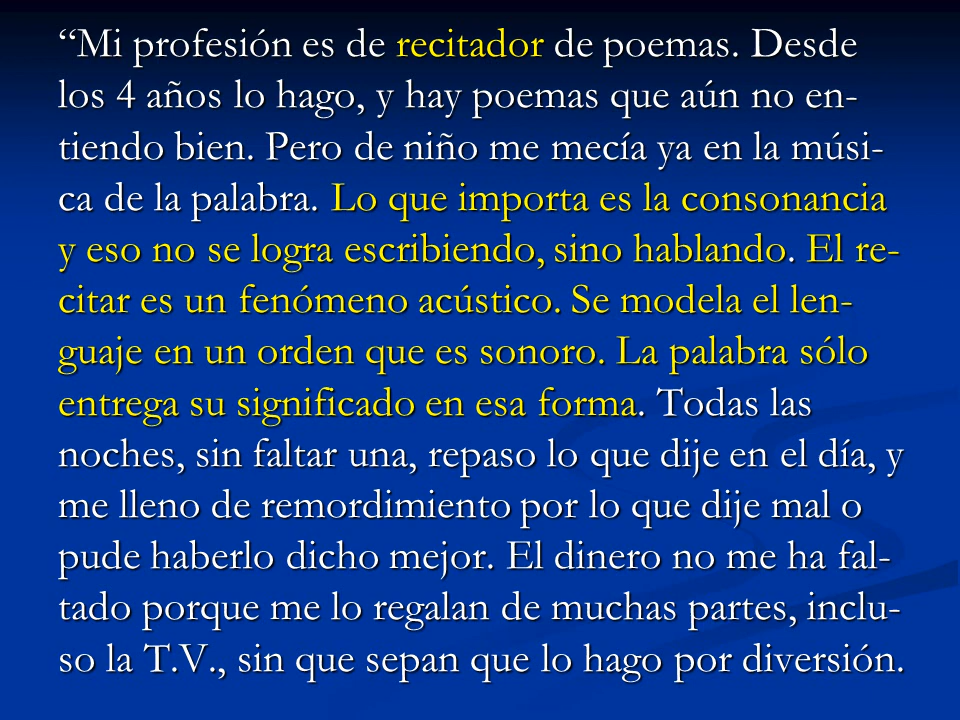 “Mi profesión es de recitador de poemas. Desde
los 4 años lo hago, y hay poemas que aún no en-
tiendo bien. Pero de niño me mecía ya en la músi-
ca de la palabra. Lo que importa es la consonancia
y eso no se logra escribiendo, sino hablando. El re-
citar es un fenómeno acústico. Se modela el len-
guaje en un orden que es sonoro. La palabra sólo
entrega su significado en esa forma. Todas las
noches, sin faltar una, repaso lo que dije en el día, y
me lleno de remordimiento por lo que dije mal o
pude haberlo dicho mejor. El dinero no me ha fal-
tado porque me lo regalan de muchas partes, inclu-
so la T.V., sin que sepan que lo hago por diversión.